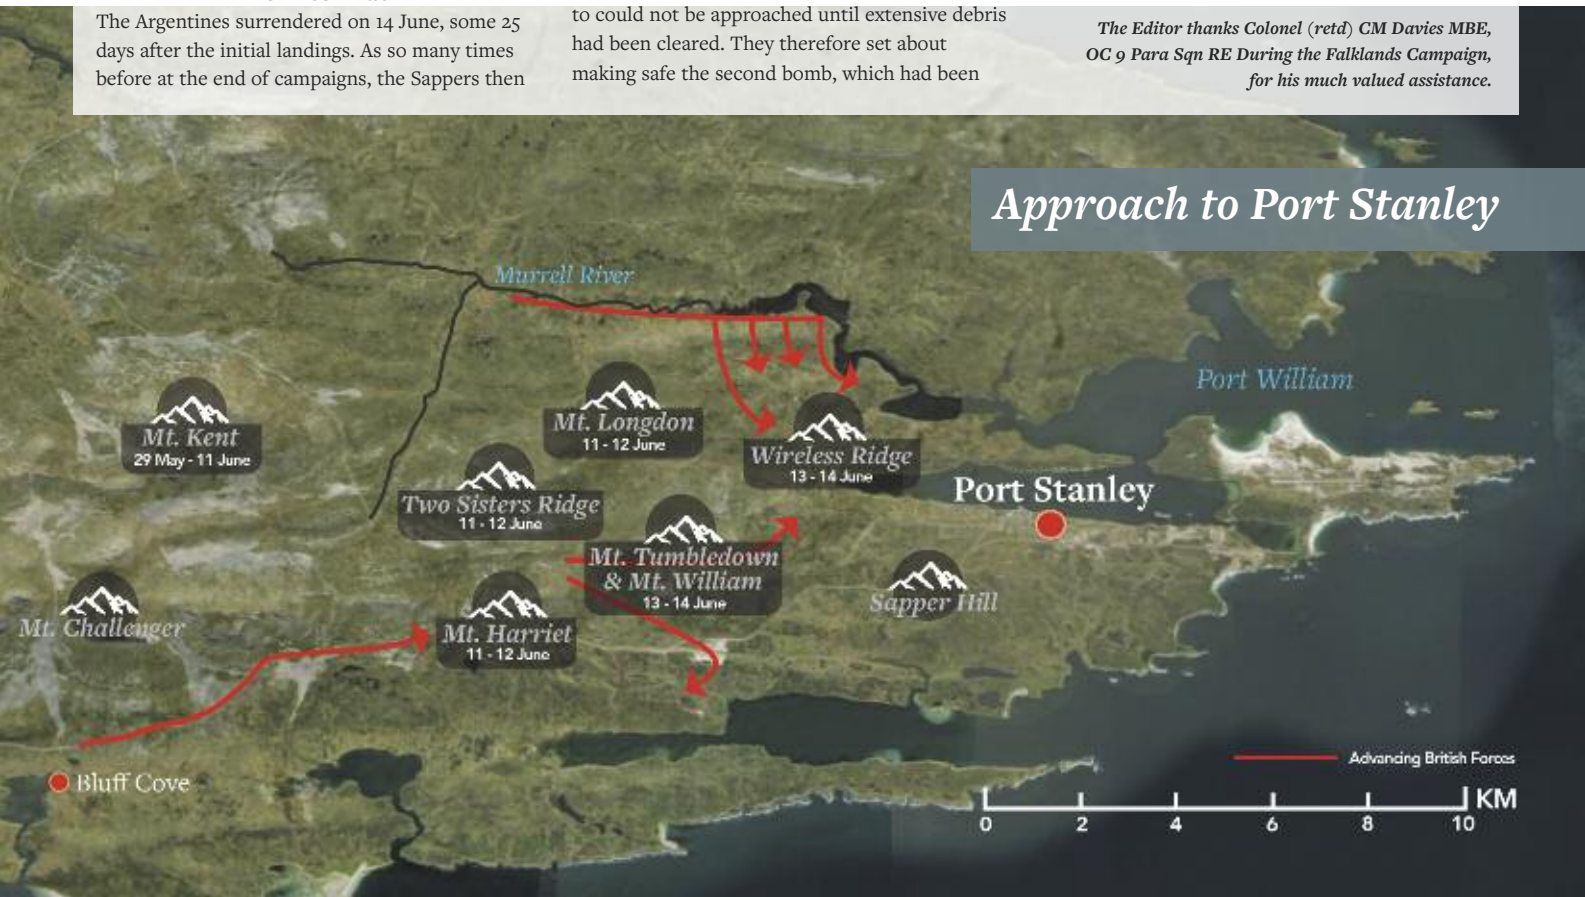 The Argentines surrendered on 14 June, some 25
days after the initial landings. As so many times
before at the end of campaigns, the Sappers then
to could not be approached until extensive debris
had been cleared. They therefore set about
making safe the second bomb, which had been
The Editor thanks Colonel (retd) CM Davies MBE,
OC 9 Para Sqn RE During the Falklands Campaign,
for his much valued assistance.
Approach to Port Stanley
Murrell River
Port William
Mt. Kent
29 May - 11 June
Mt. Longdon
11 - 12 June
Wireless Ridge
13 - 14 June
Two Sisters Ridge
11 - 12 June
Port Stanley
Mt. Tumbledown
& Mt. William
13 - 14 June
Sapper Hill
Mt. Challenger
Mt. Harriet
11 - 12 June
Bluff Cove
Advancing British Forces
KM
0 2 4 6 8 10